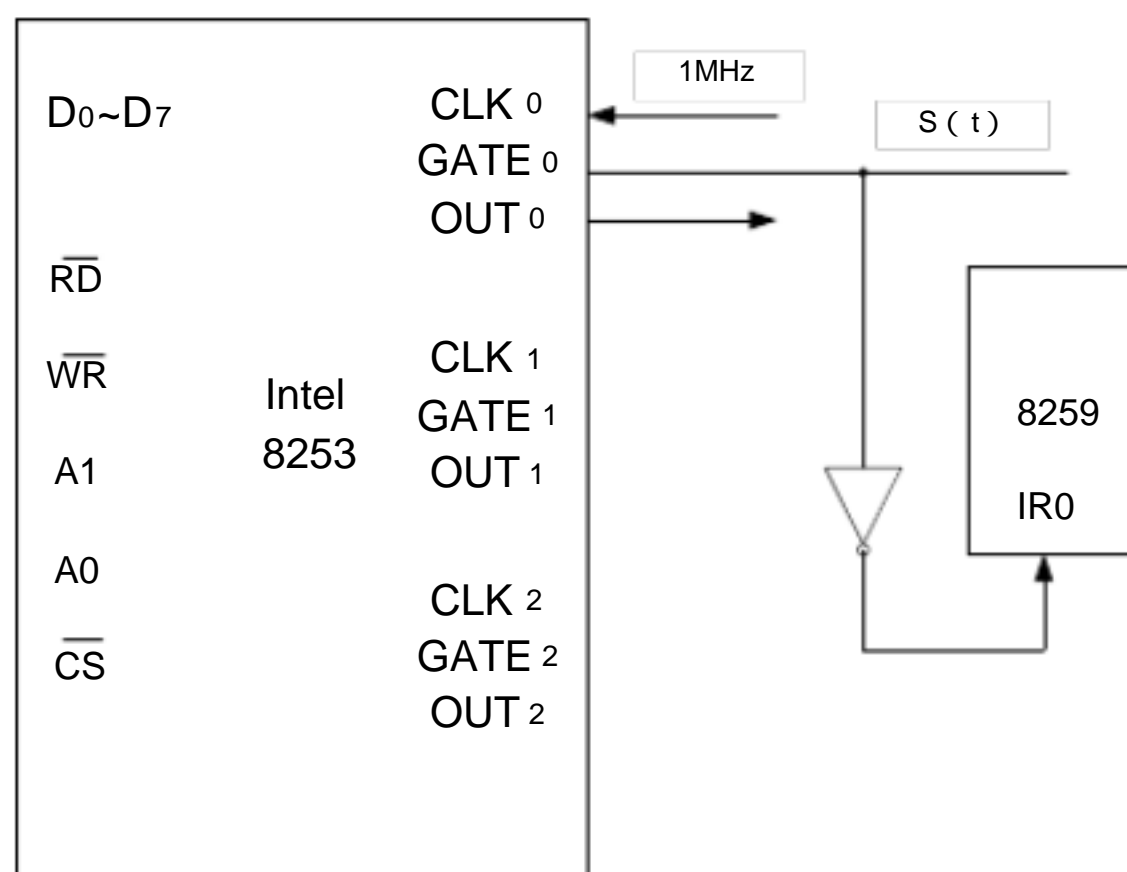 D0~D7
RD
WR
A1
A0
CS
Intel
8253
CLK 0
GATE 0
OUT 0
CLK 1
GATE 1
OUT 1
CLK 2
GATE 2
OUT 2
1MHz
S（t）
8259
IR0